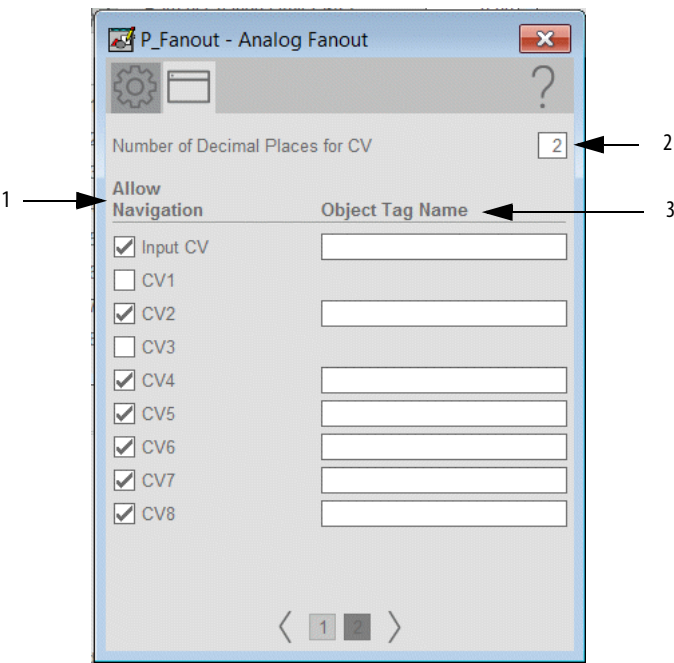 P_Fanout - Analog Fanout
?
Number of Decimal Places for CV 2
2
Allow
Navigation Object Tag Name
1
3
Input CV
CV1
CV2
CV3
CV4
CV5
CV6
CV7
CV8
1 2